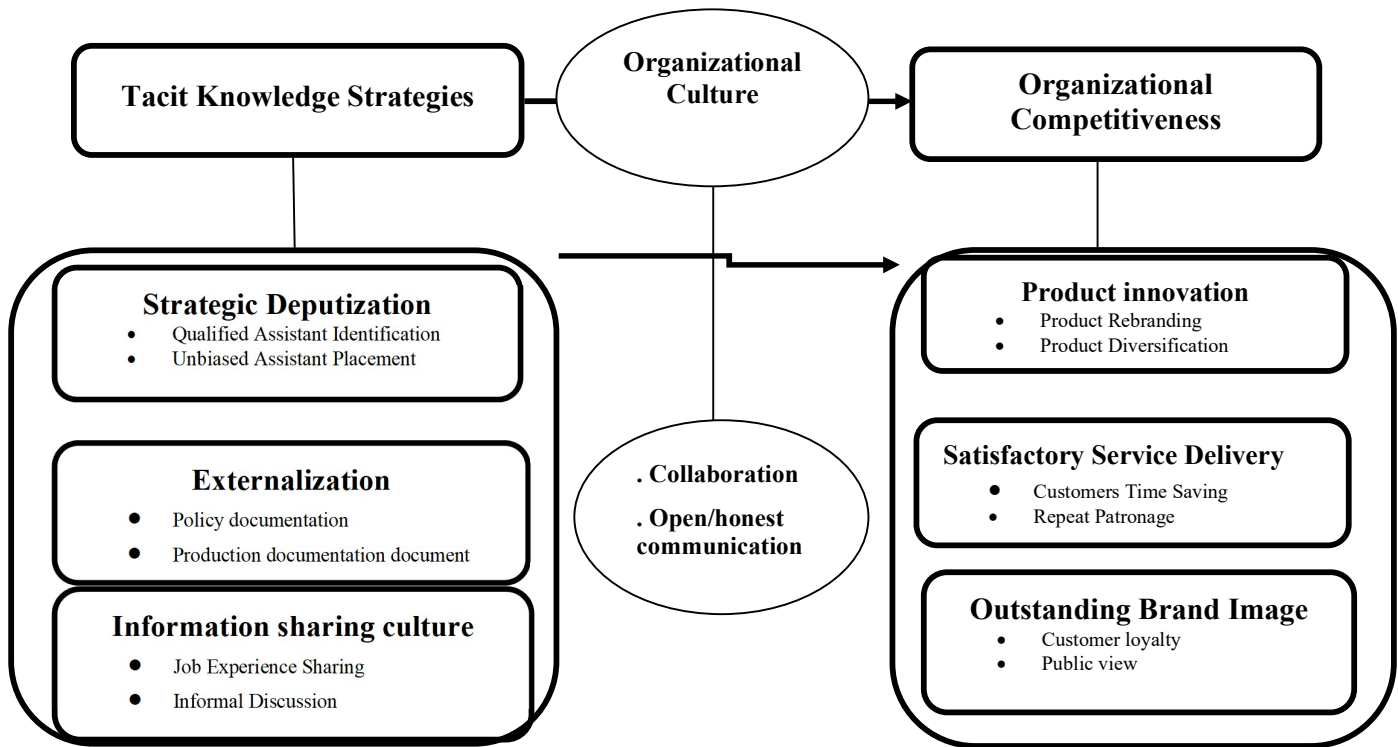 Tacit Knowledge Strategies
Organizational
Culture
Organizational
Competitiveness
Strategic Deputization
• Qualified Assistant Identification
• Unbiased Assistant Placement
Externalization
• Policy documentation
• Production documentation document
Information sharing culture
• Job Experience Sharing
• Informal Discussion
. Collaboration
. Open/honest
communication
Product innovation
• Product Rebranding
• Product Diversification
Satisfactory Service Delivery
• Customers Time Saving
• Repeat Patronage
Outstanding Brand Image
• Customer loyalty
• Public view